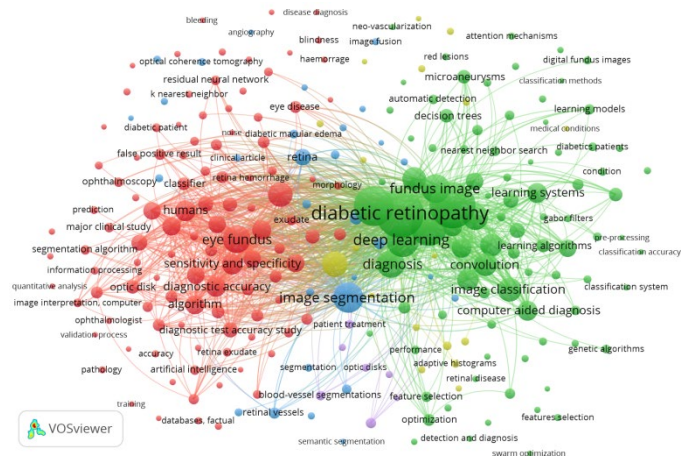 bleeding
disease diagnosis
neo-vascularization
angiography
image fusion
attention mechanisms
blindness
optical coherence tomography
haemorrage
red lesions
digital fundus images
residual neural network
microaneurysms
classification methods
k nearest neighbor
eye disease
automatic detection
learning models
diabetic patient
noise
diabetic macular edema
decision trees
medical conditions
false positive result
clinical article
retina
nearest neighbor search
diabetics patients
ophthalmoscopy
classifier
retina hemorrhage
morphology
fundus image
learning systems
condition
prediction
humans
exudate
diabetic retinopathy
gabor filters
major clinical study
eye fundus
deep learning
learning algorithms
pre-processing
segmentation algorithm
classification accuracy
information processing
sensitivity and specificity
diagnosis
convolution
quantitative analysis
optic disk
diagnostic accuracy
image classification
classification system
image interpretation, computer
algorithm
image segmentation
computer aided diagnosis
ophthalmologist
diagnostic test accuracy study
patient treatment
validation process
accuracy
retina exudate
performance
genetic algorithms
pathology
artificial intelligence
segmentation
optic disks
adaptive histograms
retinal disease
training
blood-vessel segmentations
feature selection
databases, factual
retinal vessels
optimization
features selection
semantic segmentation
detection and diagnosis
swarm optimization
VOSviewer